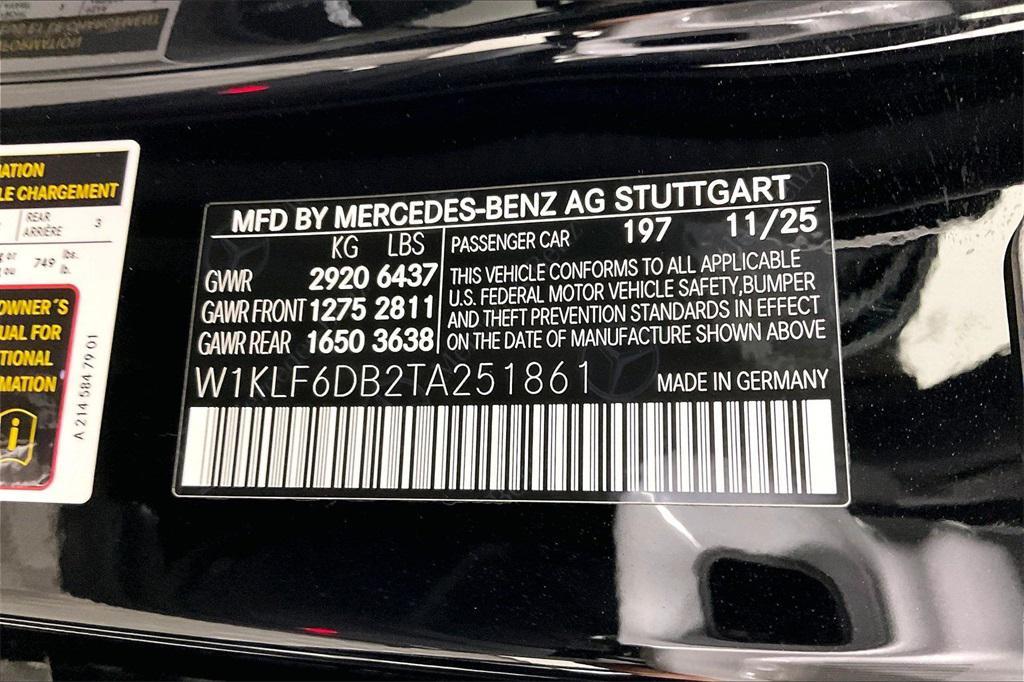 ATION
LE CHARGEMENT
REAR 3
ARRIÈRE
749 lbs.
lb.
OWNER´S
UAL FOR
TIONAL
MATION
i
A 214 584 79 01
MFD BY MERCEDES-BENZ AG STUTTGART
KG LBS PASSENGER CAR 197 11/25
GVWR 2920 6437
GAWR FRONT 1275 2811
GAWR REAR 1650 3638
THIS VEHICLE CONFORMS TO ALL APPLICABLE
U.S. FEDERAL MOTOR VEHICLE SAFETY,BUMPER
AND THEFT PREVENTION STANDARDS IN EFFECT
ON THE DATE OF MANUFACTURE SHOWN ABOVE
W1KLF6DB2TA251861 MADE IN GERMANY